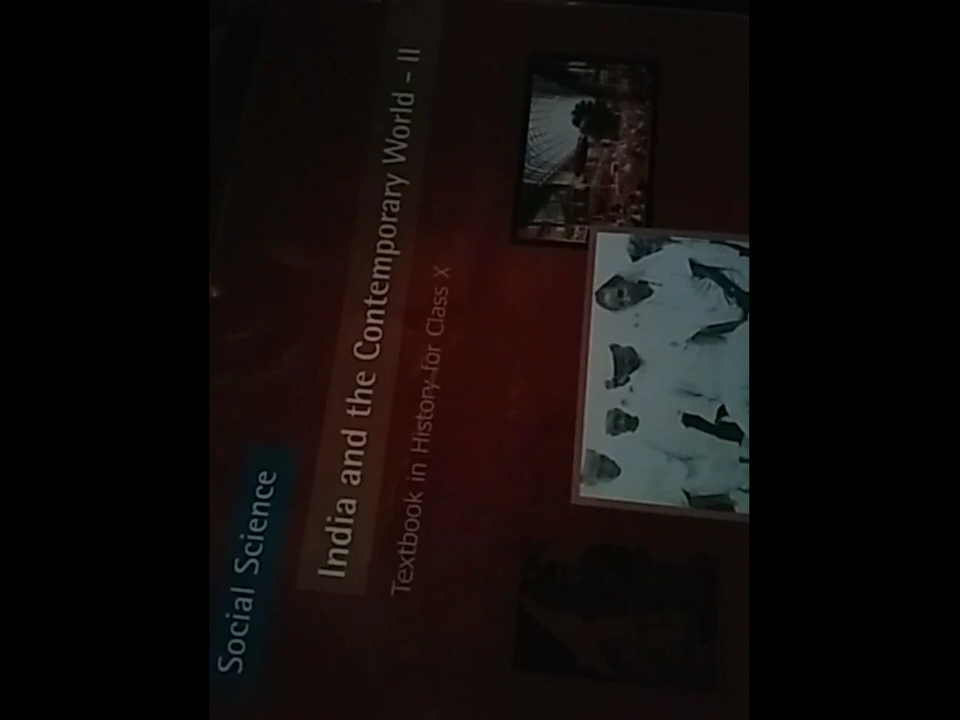 Social Science
India and the Contemporary World - II
Textbook in History for Class X